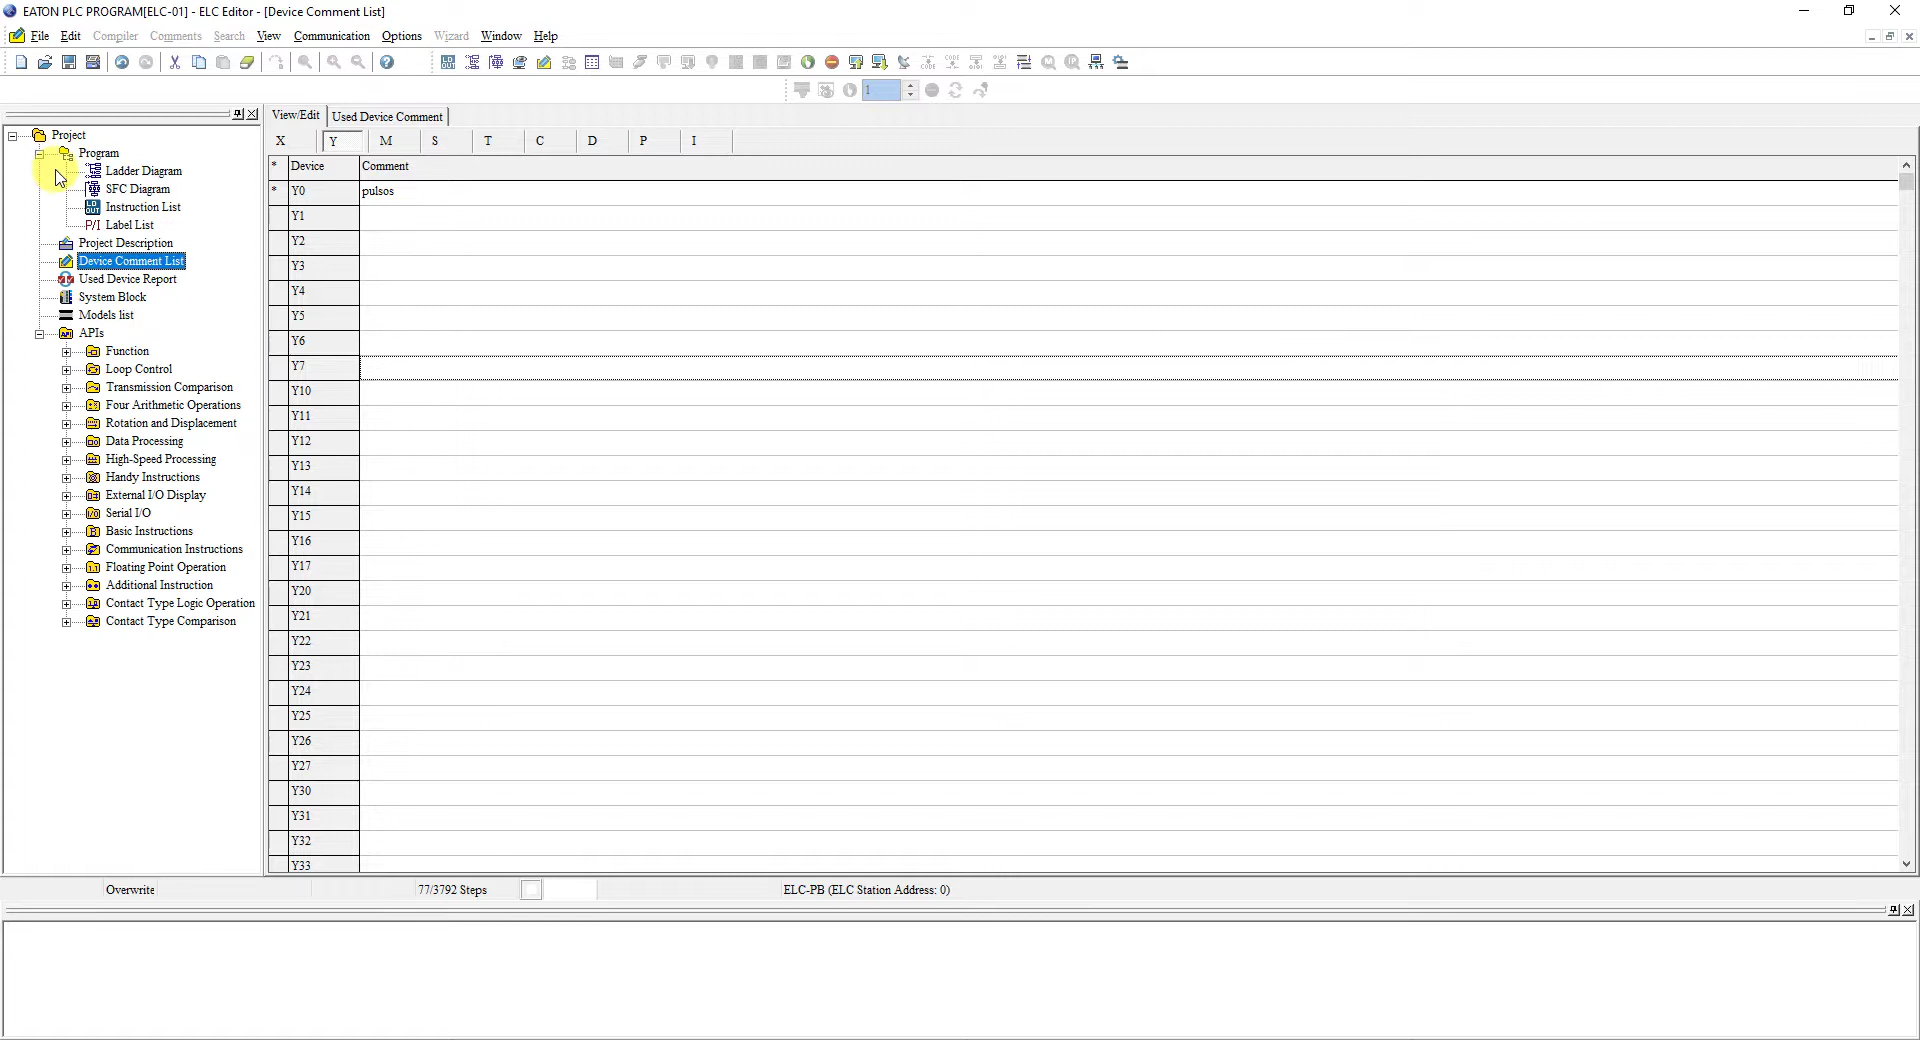 EATON PLC PROGRAM[ELC-01] - ELC Editor - [Device Comment List]
File Edit Compiler Comments Search View Communication Options Wizard Window Help
1
View/Edit Used Device Comment
X Y M S T C D P I
* Device Comment
* Y0 pulsos
Y1
Y2
Y3
Y4
Y5
Y6
Y7
Y10
Y11
Y12
Y13
Y14
Y15
Y16
Y17
Y20
Y21
Y22
Y23
Y24
Y25
Y26
Y27
Y30
Y31
Y32
Y33
Project
Program
Ladder Diagram
SFC Diagram
Instruction List
P/I Label List
Project Description
Device Comment List
Used Device Report
System Block
Models list
APIs
Function
Loop Control
Transmission Comparison
Four Arithmetic Operations
Rotation and Displacement
Data Processing
High-Speed Processing
Handy Instructions
External I/O Display
Serial I/O
Basic Instructions
Communication Instructions
Floating Point Operation
Additional Instruction
Contact Type Logic Operation
Contact Type Comparison
Overwrite 77/3792 Steps ELC-PB (ELC Station Address: 0)